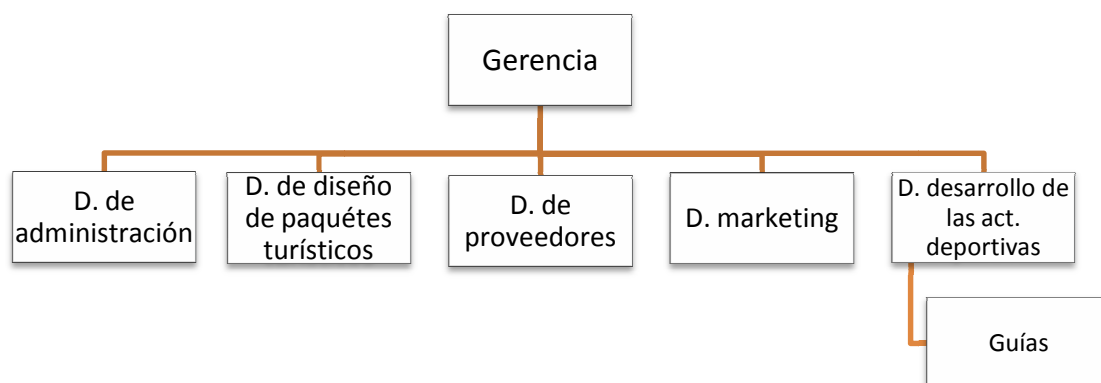 Gerencia
D. de
administración
D. de diseño
de paquétes
turísticos
D. de
proveedores
D. marketing
D. desarrollo de
las act.
deportivas
Guías